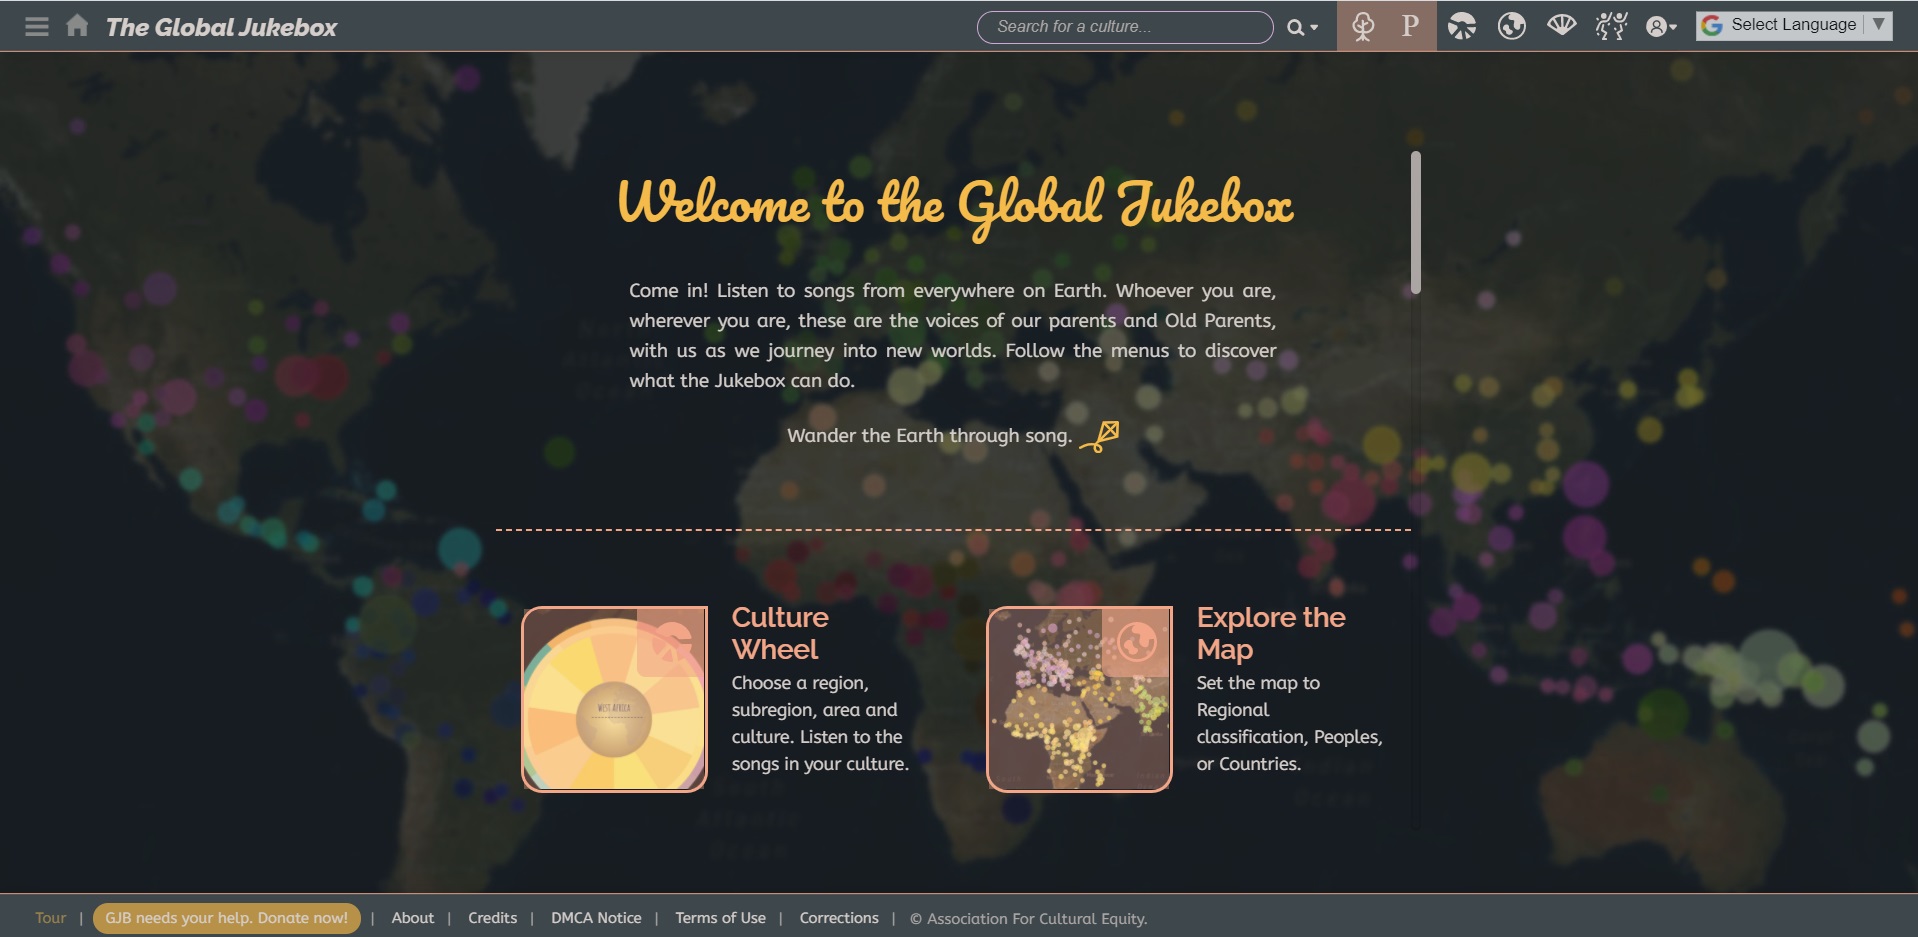 The Global Jukebox
Search for a culture...
P
Select Language
Welcome to the Global Jukebox
Come in! Listen to songs from everywhere on Earth. Whoever you are,
wherever you are, these are the voices of our parents and Old Parents,
with us as we journey into new worlds. Follow the menus to discover
what the Jukebox can do.
Wander the Earth through song.
WEST AFRICA
Culture
Wheel
Choose a region,
subregion, area and
culture. Listen to the
songs in your culture.
Explore the
Map
Set the map to
Regional
classification, Peoples,
or Countries.
South
Atlantic
Ocean
Tour | GJB needs your help. Donate now! | About | Credits | DMCA Notice | Terms of Use | Corrections | © Association For Cultural Equity.